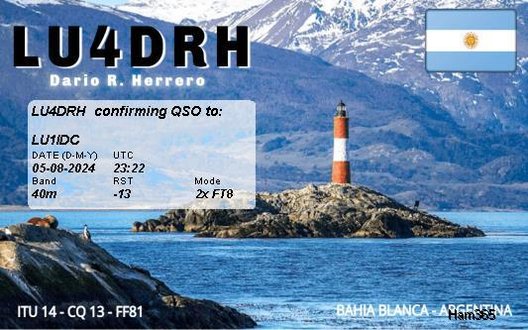 LU4DRH
Dario R. Herrero
LU4DRH confirming QSO to:
LU1IDC
DATE (D-M-Y) UTC
05-08-2024 23:22
Band RST Mode
40m -13 2x FT8
ITU 14 - CQ 13 - FF81
BAHIA BLANCA - ARGENTINA
Ham365